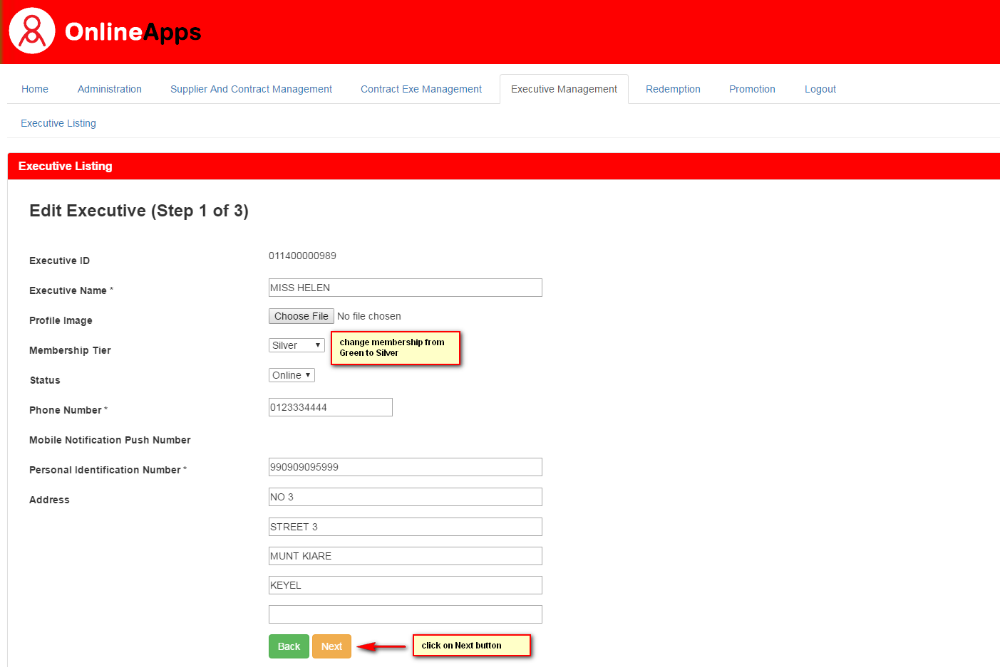 OnlineApps
Home Administration Supplier And Contract Management Contract Exe Management Executive Management Redemption Promotion Logout
Executive Listing
Executive Listing
Edit Executive (Step 1 of 3)
Executive ID 011400000989
Executive Name * MISS HELEN
Profile Image Choose File No file chosen
Membership Tier Silver
change membership from
Green to Silver
Status Online
Phone Number * 0123334444
Mobile Notification Push Number
Personal Identification Number * 990909095999
Address NO 3
STREET 3
MUNT KIARE
KEYEL
Back Next click on Next button